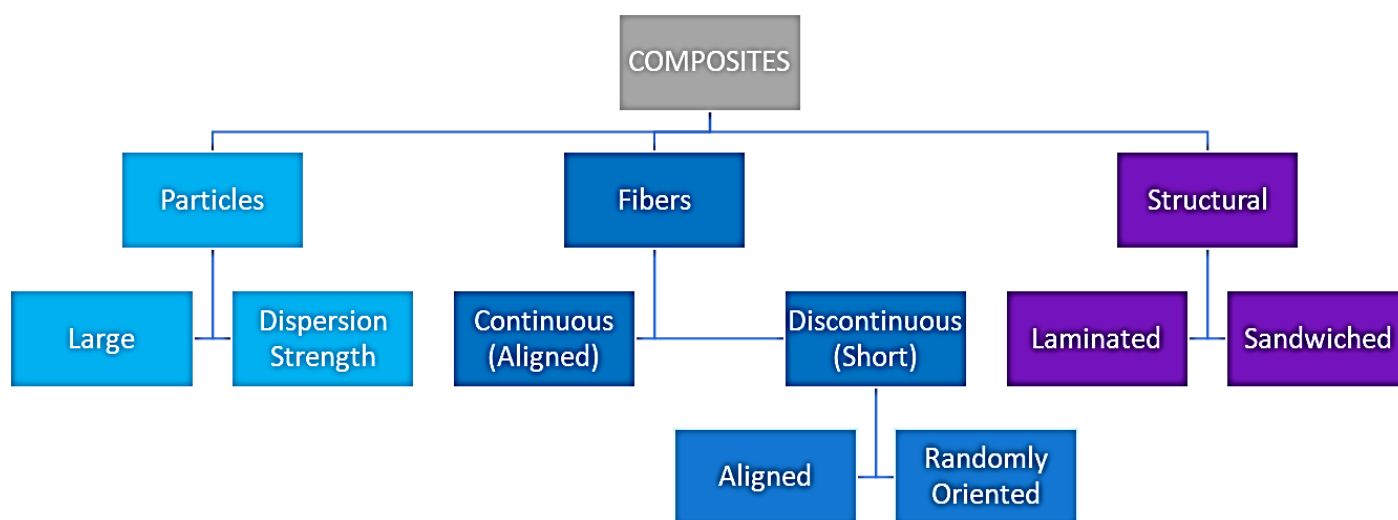 COMPOSITES
Particles
Fibers
Structural
Large
Dispersion
Strength
Continuous
(Aligned)
Discontinuous
(Short)
Laminated
Sandwiched
Aligned
Randomly
Oriented